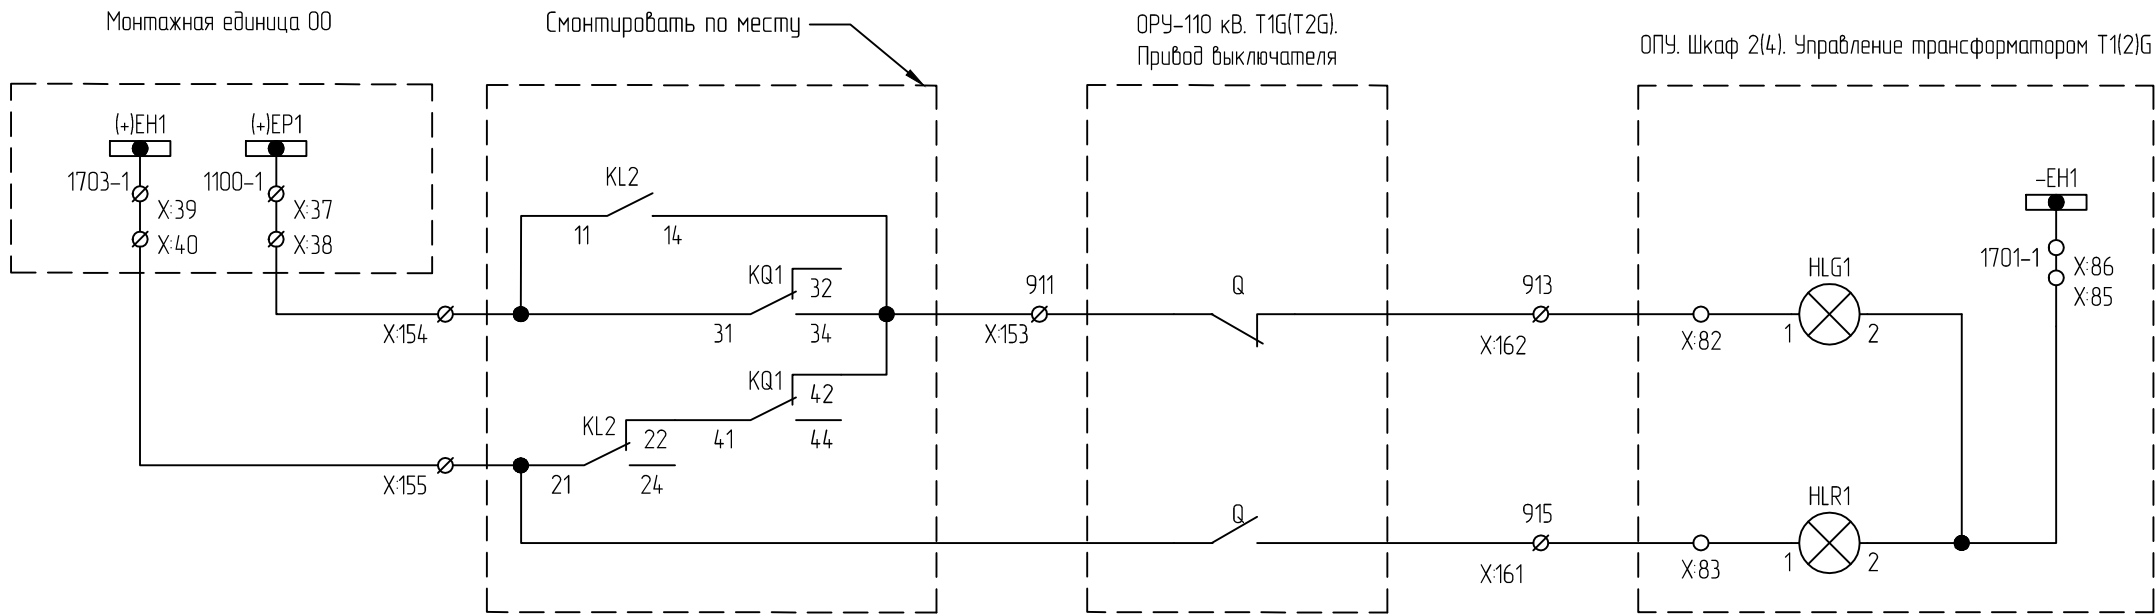 Монтажная единица 00
Смонтировать по месту
ОРУ-110 кВ. Т1G(Т2G).
Привод выключателя
ОПУ. Шкаф 2(4). Управление трансформатором Т1(2)G
(+)EH1
(+)EP1
1703-1
X:39
X:40
1100-1
X:37
X:38
KL2
11
14
KQ1
32
31
34
X:154
KQ1
42
41
44
KL2
22
21
24
X:155
911
X:153
Q
913
X:162
X:82
HLG1
1
2
-EH1
1701-1
X:86
X:85
Q
915
X:161
X:83
HLR1
1
2